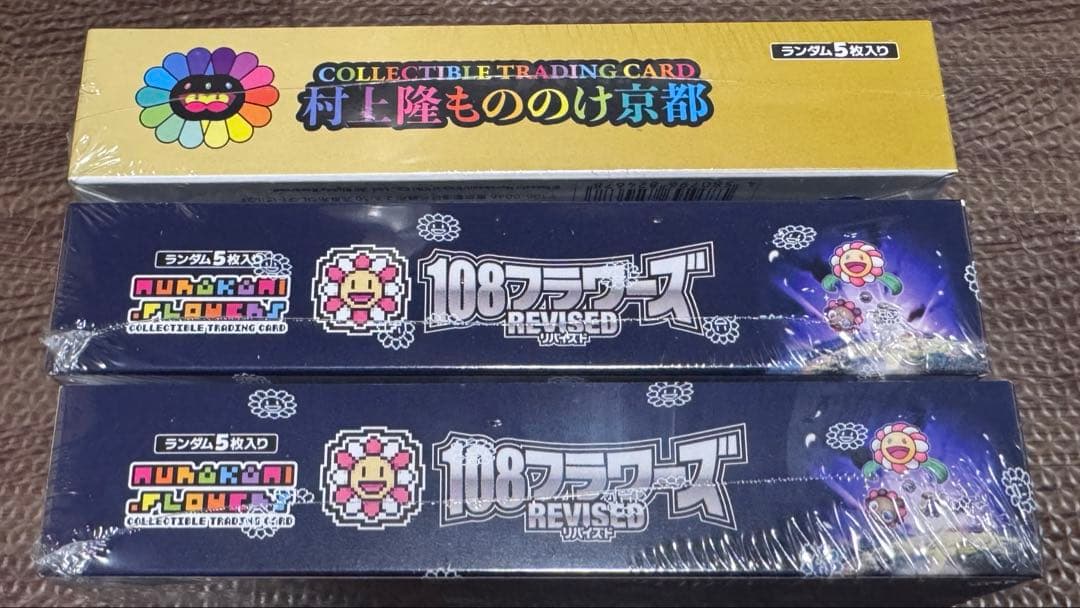 ランダム5枚入り
COLLECTIBLE TRADING CARD
村上隆もののけ京都
ランダム5枚入り
MURAKAMI
.FLOWERS
COLLECTIBLE TRADING CARD
108フラワーズ
REVISED
リバイスド
ランダム5枚入り
MURAKAMI
.FLOWERS
COLLECTIBLE TRADING CARD
108フラワーズ
REVISED
リバイスド